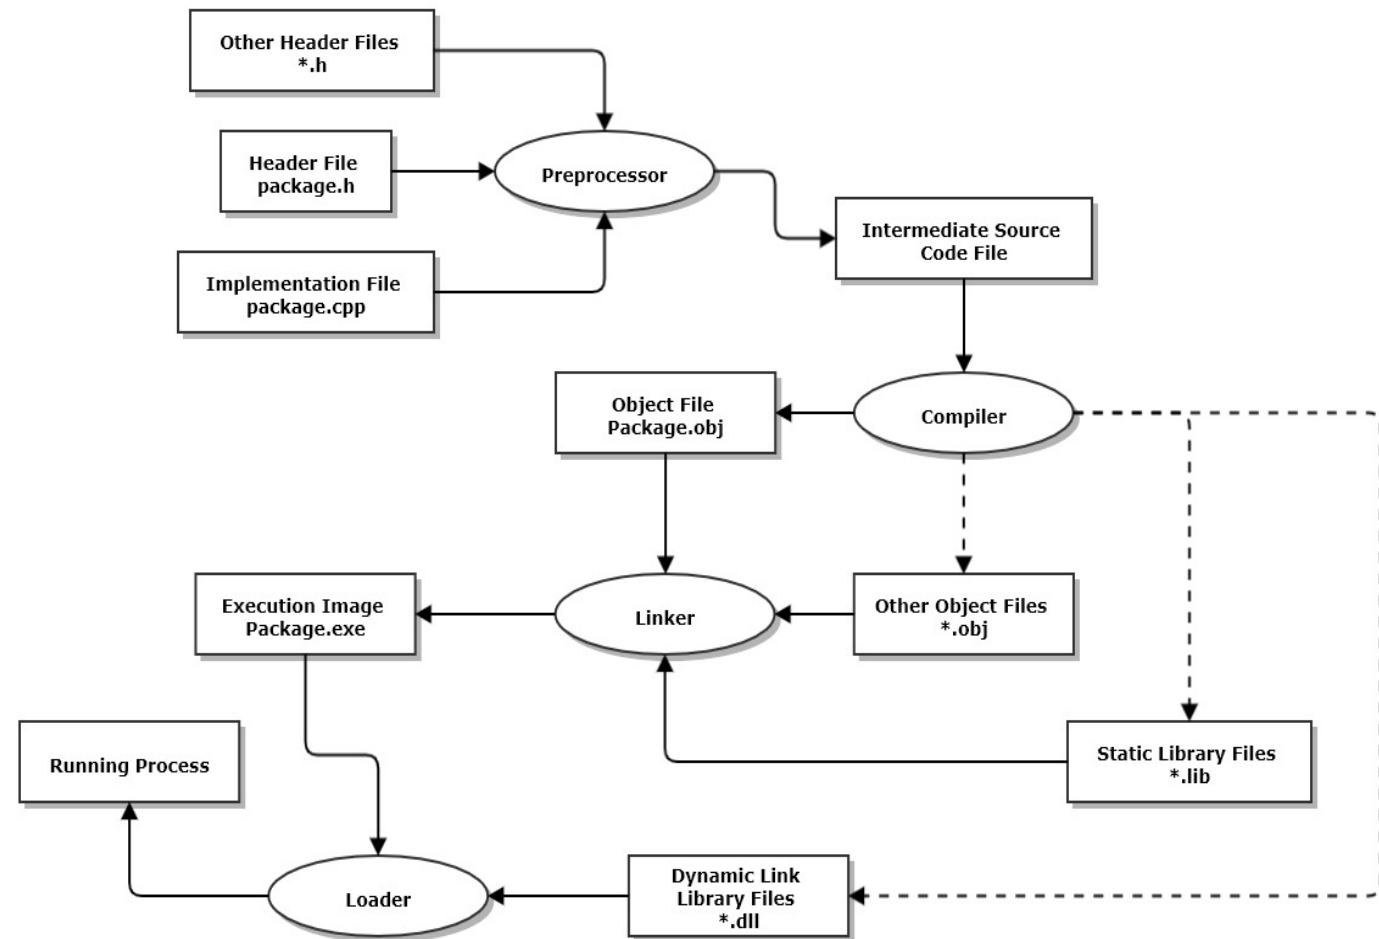 Other Header Files
*.h
Header File
package.h
Preprocessor
Implementation File
package.cpp
Intermediate Source
Code File
Object File
Package.obj
Compiler
Execution Image
Package.exe
Linker
Other Object Files
*.obj
Running Process
Static Library Files
*.lib
Loader
Dynamic Link
Library Files
*.dll